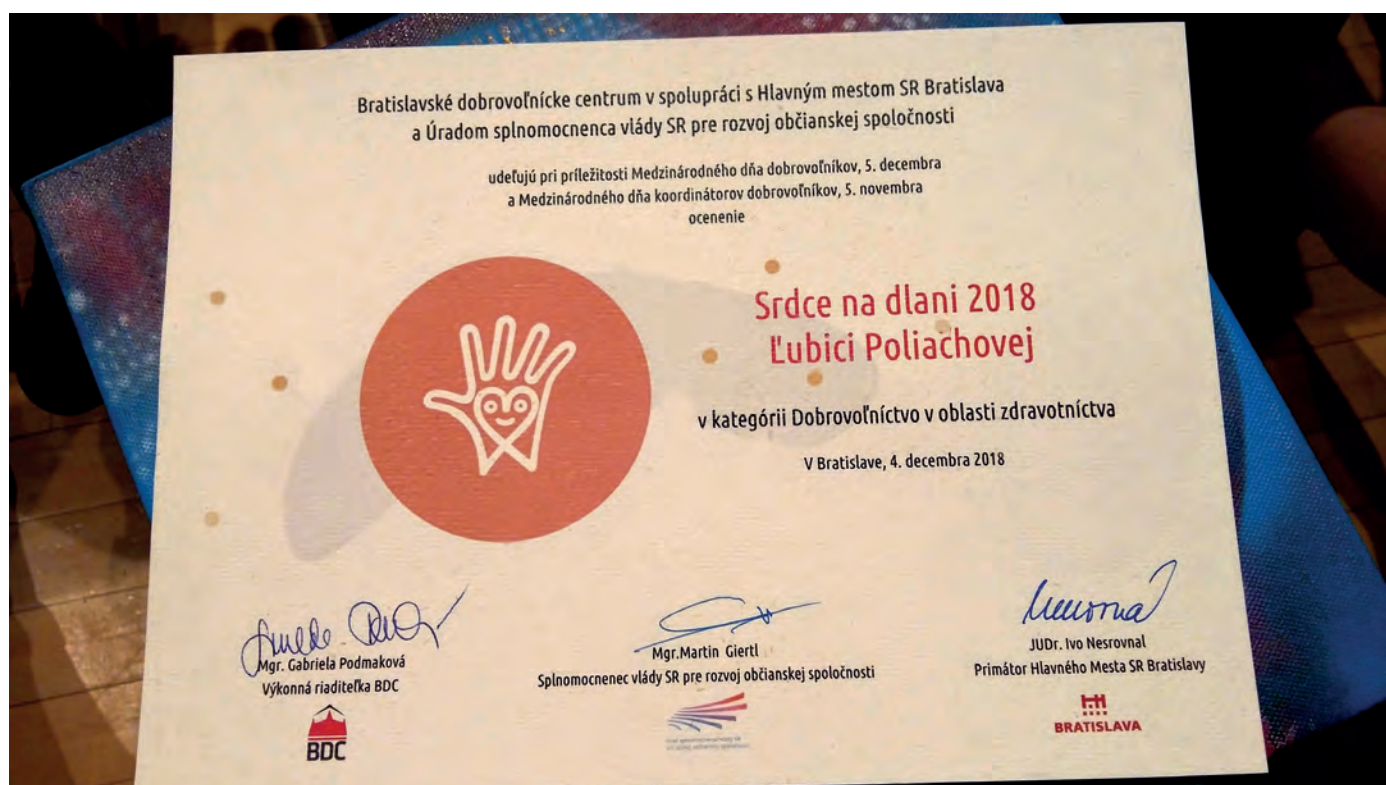 Bratislavské dobrovoľnícke centrum v spolupráci s Hlavným mestom SR Bratislava
a Úradom splnomocnenca vlády SR pre rozvoj občianskej spoločnosti
udeľujú pri príležitosti Medzinárodného dňa dobrovoľníkov, 5. decembra
a Medzinárodného dňa koordinátorov dobrovoľníkov, 5. novembra
ocenenie
Srdce na dlani 2018
Ľubici Poliačhovej
v kategórii Dobrovoľníctvo v oblasti zdravotníctva
V Bratislave, 4. decembra 2018
Mgr. Gabriela Podmaková
Výkonná riaditeľka BDC
BDC
Mgr.Martin Giertl
Splnomocnenec vlády SR pre rozvoj občianskej spoločnosti
JUDr. Ivo Nesrovnal
Primátor Hlavného Mesta SR Bratislavy
BRATISLAVA